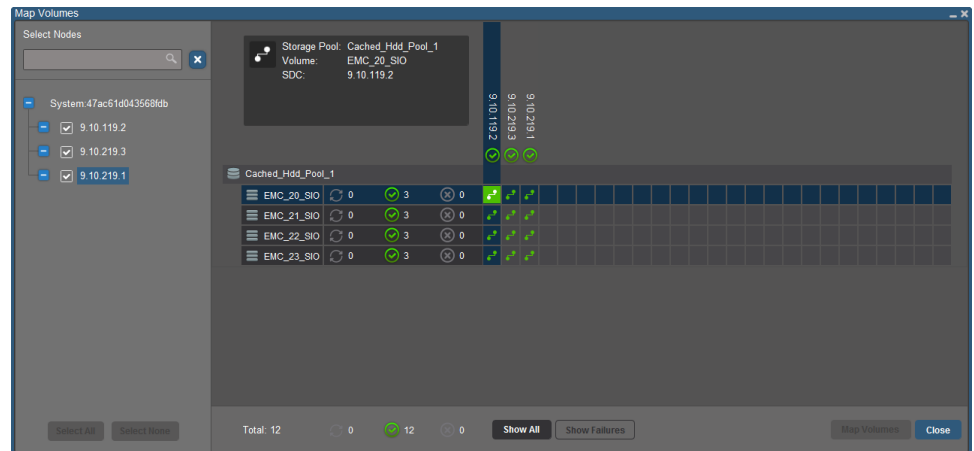 Map Volumes
Select Nodes
System:47ac61d043568fdb
9.10.119.2
9.10.219.3
9.10.219.1
Select All Select None
Storage Pool: Cached_Hdd_Pool_1
Volume: EMC_20_SIO
SDC: 9.10.119.2
9.10.119.2
9.10.219.3
9.10.219.1
Cached_Hdd_Pool_1
EMC_20_SIO 0 3 0
EMC_21_SIO 0 3 0
EMC_22_SIO 0 3 0
EMC_23_SIO 0 3 0
Total: 12 0 12 0 Show All Show Failures Map Volumes Close